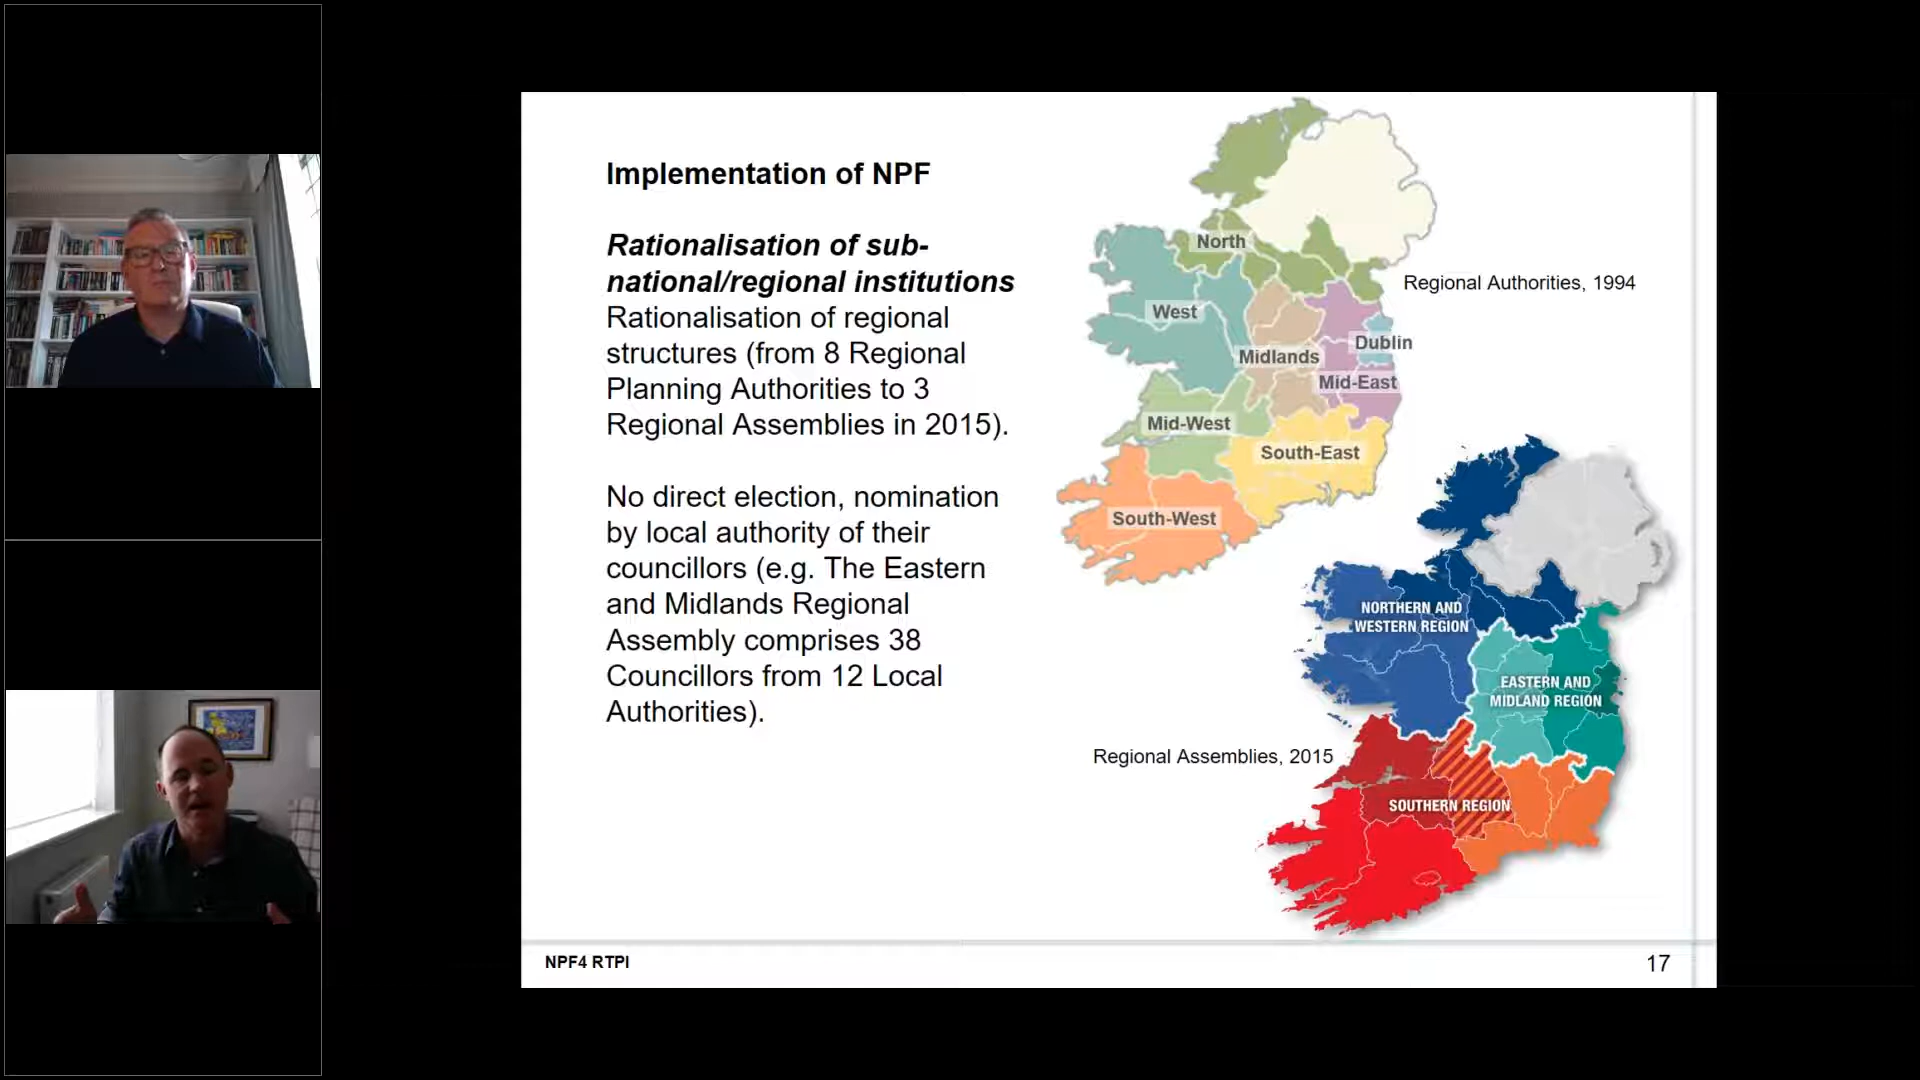 Implementation of NPF
Rationalisation of sub-
national/regional institutions
Rationalisation of regional
structures (from 8 Regional
Planning Authorities to 3
Regional Assemblies in 2015).
No direct election, nomination
by local authority of their
councillors (e.g. The Eastern
and Midlands Regional
Assembly comprises 38
Councillors from 12 Local
Authorities).
North
West
Midlands
Dublin
Mid-East
Mid-West
South-East
South-West
Regional Authorities, 1994
NORTHERN AND
WESTERN REGION
EASTERN AND
MIDLAND REGION
SOUTHERN REGION
Regional Assemblies, 2015
NPF4 RTPI
17